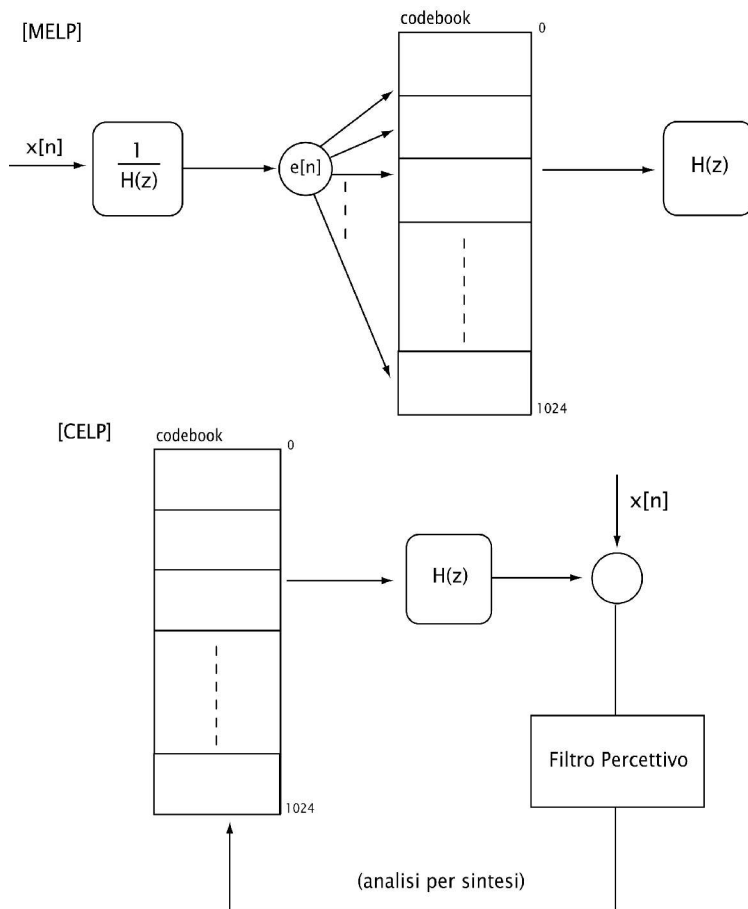 [MELP]
codebook
0
x[n]
1
H(z)
e[n]
H(z)
1024
[CELP]
codebook
0
x[n]
H(z)
Filtro Percettivo
1024
(analisi per sintesi)